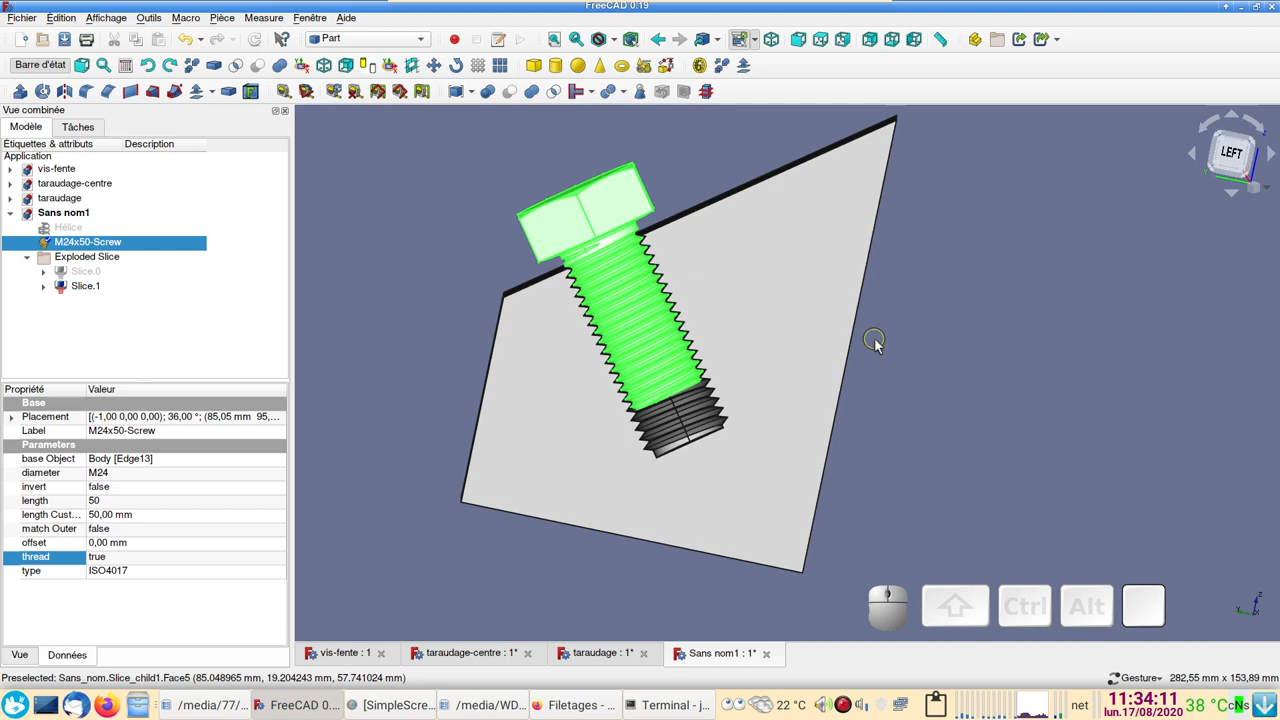 FreeCAD 0.19
Fichier Édition Affichage Outils Macro Pièce Measure Fenêtre Aide
Part
Barre d'état
Vue combinée
Modèle Tâches
Étiquettes & attributs Description
Application
vis-fente
taraudage-centre
taraudage
Sans nom1
Hélice
M24x50-Screw
Exploded Slice
Slice.0
Slice.1
LEFT
Propriété Valeur
Base
Placement [(-1,00 0,00 0,00); 36,00 °; (85,05 mm 95,...
Label M24x50-Screw
Parameters
base Object Body [Edge13]
diameter M24
invert false
length 50
length Cust... 50,00 mm
match Outer false
offset 0,00 mm
thread true
type ISO4017
Ctrl Alt
Vue Données
vis-fente : 1 taraudage-centre : 1* taraudage : 1* Sans nom1 : 1*
Preselected: Sans_nom.Slice_child1.Face5 (85.048965 mm, 19.204243 mm, 57.741024 mm)
Gesture 282,55 mm x 153,89 mm
/media/77/... FreeCAD 0.... [SimpleScre... /media/WD... Filetages - ... Terminal - j... 22 °C net 11:34:11 lun.17/08/2020 38 °C